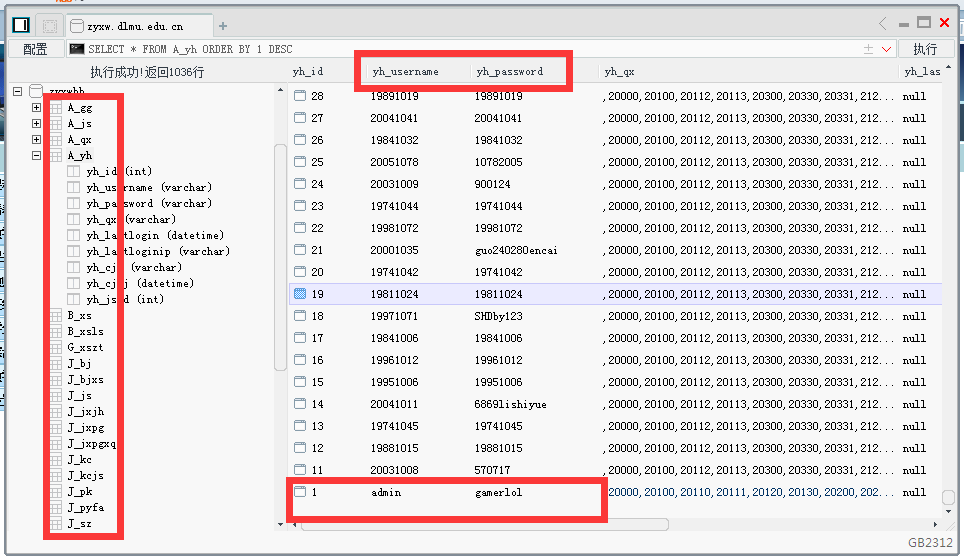 zyxw.dlmu.edu.cn
配置 SELECT * FROM A_yh ORDER BY 1 DESC 执行
执行成功!返回1036行
yh_id yh_username yh_password yh_qx yh_las
A_gg
A_js
A_qx
A_yh
yh_id (int)
yh_username (varchar)
yh_password (varchar)
yh_qx (varchar)
yh_lastlogin (datetime)
yh_lastloginip (varchar)
(varchar)
(datetime)
(int)
B_xs
B_xsls
G_xszt
J_bj
J_bjxs
J_js
J_jxjh
J_jxpg
J_jxpgxq
J_kc
J_kcjs
J_pk
J_pyfa
J_sz
28 19891019 19891019 ,20000,20100,20112,20113,20300,20330,20331,212... null
27 20041041 20041041 ,20000,20100,20112,20113,20300,20330,20331,212... null
26 19841032 19841032 ,20000,20100,20112,20113,20300,20330,20331,212... null
25 20051078 10782005 ,20000,20100,20112,20113,20300,20330,20331,212... null
24 20031009 900124 ,20000,20100,20112,20113,20300,20330,20331,212... null
23 19741044 19741044 ,20000,20100,20112,20113,20300,20330,20331,212... null
22 19981072 19981072 ,20000,20100,20112,20113,20300,20330,20331,212... null
21 20001035 guo240280encai ,20000,20100,20112,20113,20300,20330,20331,212... null
20 19741042 19741042 ,20000,20100,20112,20113,20300,20330,20331,212... null
19 19811024 19811024 ,20000,20100,20112,20113,20300,20330,20331,212... null
18 19971071 SHDby123 ,20000,20100,20112,20113,20300,20330,20331,212... null
17 19841006 19841006 ,20000,20100,20112,20113,20300,20330,20331,212... null
16 19961012 19961012 ,20000,20100,20112,20113,20300,20330,20331,212... null
15 19951006 19951006 ,20000,20100,20112,20113,20300,20330,20331,212... null
14 20041011 6869lishiyue ,20000,20100,20112,20113,20300,20330,20331,212... null
13 19741045 19741045 ,20000,20100,20112,20113,20300,20330,20331,212... null
12 19881015 19881015 ,20000,20100,20112,20113,20300,20330,20331,212... null
11 20031008 570717 ,20000,20100,20112,20113,20300,20330,20331,212... null
1 admin gamerlol 20000,20100,20110,20111,20120,20130,20200,202... null
GB2312